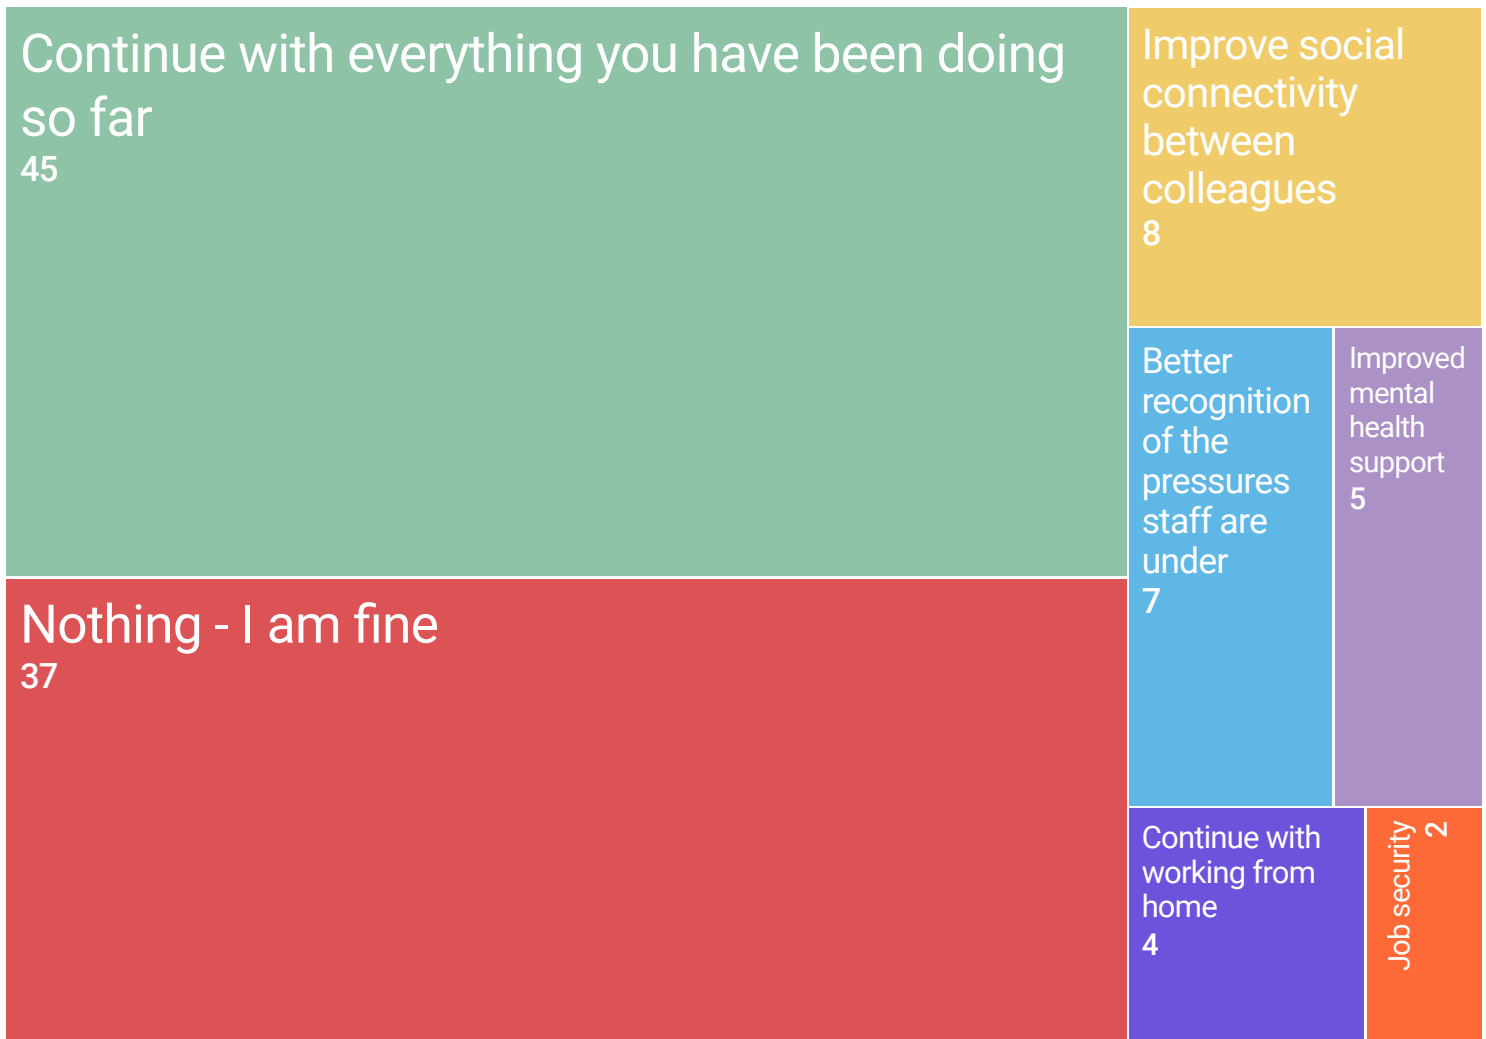 Continue with everything you have been doing
so far
45
Nothing - I am fine
37
Improve social
connectivity
between
colleagues
8
Better
recognition
of the
pressures
staff are
under
7
Improved
mental
health
support
5
Continue with
working from
home
4
Job security
2